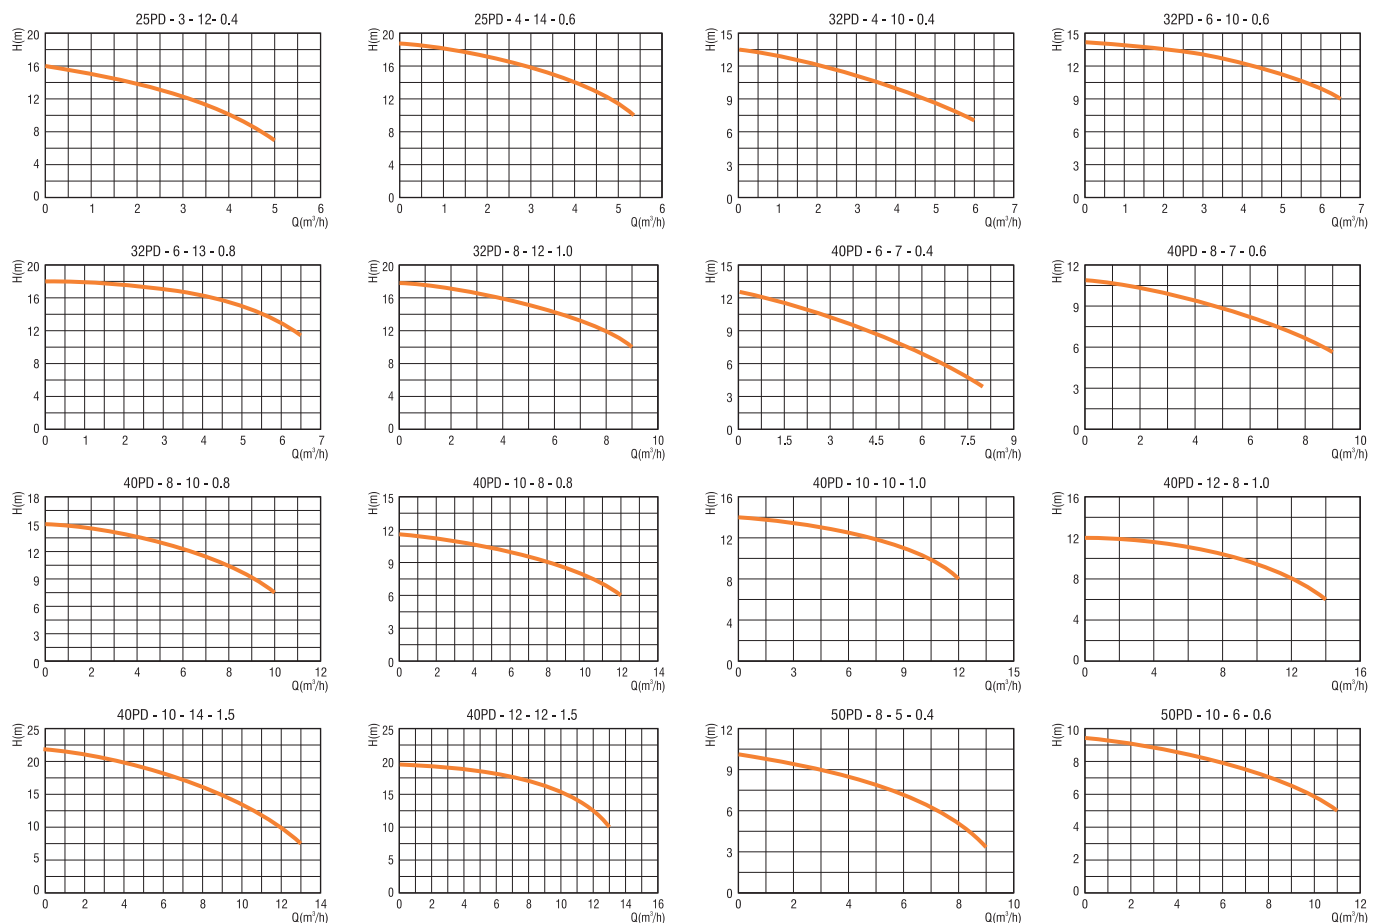 25PD - 3 - 12- 0.4
H(m)
20
16
12
8
4
0
0 1 2 3 4 5 6
Q(m³/h)
25PD - 4 - 14 - 0.6
H(m)
20
16
12
8
4
0
0 1 2 3 4 5 6
Q(m³/h)
32PD - 4 - 10 - 0.4
H(m)
15
12
9
6
3
0
0 1 2 3 4 5 6 7
Q(m³/h)
32PD - 6 - 10 - 0.6
H(m)
15
12
9
6
3
0
0 1 2 3 4 5 6 7
Q(m³/h)
32PD - 6 - 13 - 0.8
H(m)
20
16
12
8
4
0
0 1 2 3 4 5 6 7
Q(m³/h)
32PD - 8 - 12 - 1.0
H(m)
20
16
12
8
4
0
0 2 4 6 8 10
Q(m³/h)
40PD - 6 - 7 - 0.4
H(m)
15
12
9
6
3
0
0 1.5 3 4.5 6 7.5 9
Q(m³/h)
40PD - 8 - 7 - 0.6
H(m)
12
9
6
3
0
0 2 4 6 8 10
Q(m³/h)
40PD - 8 - 10 - 0.8
H(m)
18
15
12
9
6
3
0
0 2 4 6 8 10 12
Q(m³/h)
40PD - 10 - 8 - 0.8
H(m)
15
12
9
6
3
0
0 2 4 6 8 10 12 14
Q(m³/h)
40PD - 10 - 10 - 1.0
H(m)
16
12
8
4
0
0 3 6 9 12 15
Q(m³/h)
40PD - 12 - 8 - 1.0
H(m)
16
12
8
4
0
0 4 8 12 16
Q(m³/h)
40PD - 10 - 14 - 1.5
H(m)
25
20
15
10
5
0
0 2 4 6 8 10 12 14
Q(m³/h)
40PD - 12 - 12 - 1.5
H(m)
25
20
15
10
5
0
0 2 4 6 8 10 12 14 16
Q(m³/h)
50PD - 8 - 5 - 0.4
H(m)
12
9
6
3
0
0 2 4 6 8 10
Q(m³/h)
50PD - 10 - 6 - 0.6
H(m)
10
8
6
4
2
0
0 2 4 6 8 10 12
Q(m³/h)